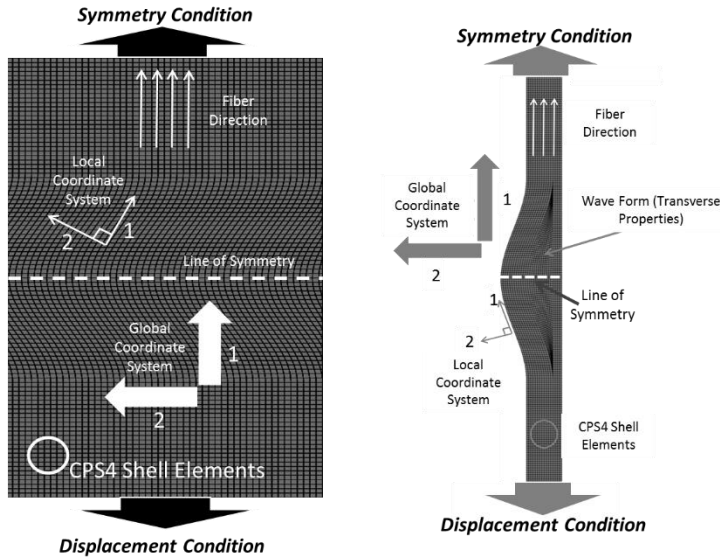 Symmetry Condition
Fiber
Direction
Local
Coordinate
System
1
2
Line of Symmetry
Global
Coordinate
System
1
2
CPS4 Shell Elements
Displacement Condition
Symmetry Condition
Fiber
Direction
Global
Coordinate
System
1
2
Wave Form (Transverse
Properties)
1
Line of
Symmetry
2
Local
Coordinate
System
CPS4 Shell
Elements
Displacement Condition